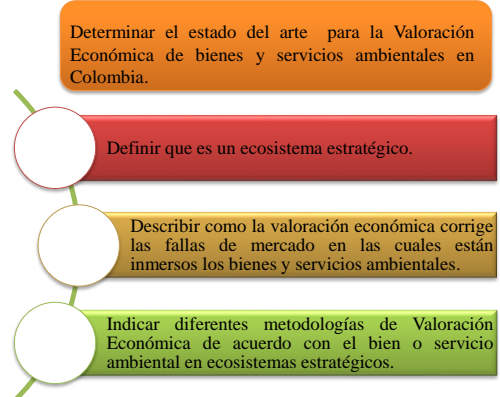 Determinar el estado del arte para la Valoración
Económica de bienes y servicios ambientales en
Colombia.
Definir que es un ecosistema estratégico.
Describir como la valoración económica corrige
las fallas de mercado en las cuales están
inmersos los bienes y servicios ambientales.
Indicar diferentes metodologías de Valoración
Económica de acuerdo con el bien o servicio
ambiental en ecosistemas estratégicos.